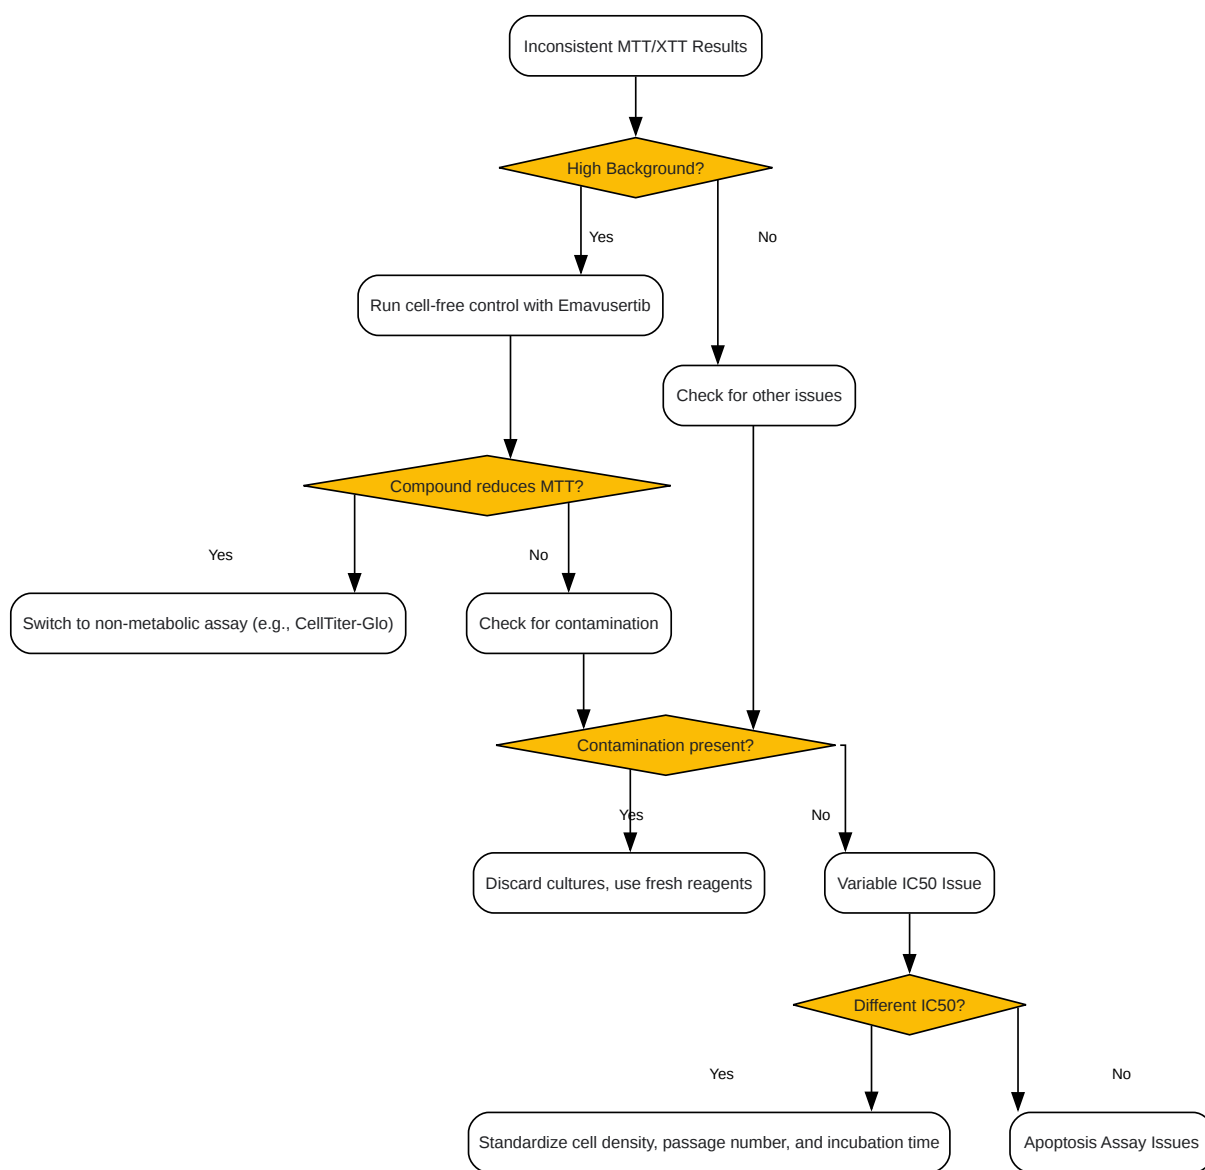 Inconsistent MTT/XTT Results
High Background?
Yes
No
Run cell-free control with Emavusertib
Check for other issues
Compound reduces MTT?
Yes
No
Switch to non-metabolic assay (e.g., CellTiter-Glo)
Check for contamination
Contamination present?
Yes
No
Discard cultures, use fresh reagents
Variable IC50 Issue
Different IC50?
Yes
No
Standardize cell density, passage number, and incubation time
Apoptosis Assay Issues